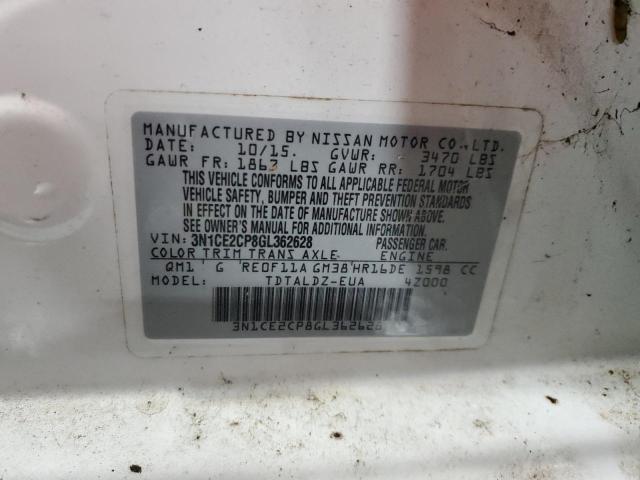 MANUFACTURED BY NISSAN MOTOR CO.,LTD.
DATE: 10/15. GVWR: 3470 LBS
GAWR FR: 1863 LBS GAWR RR: 1704 LBS
THIS VEHICLE CONFORMS TO ALL APPLICABLE FEDERAL MOTOR
VEHICLE SAFETY, BUMPER AND THEFT PREVENTION STANDARDS
IN EFFECT ON THE DATE OF MANUFACTURE SHOWN ABOVE.
SEE OWNER'S MANUAL FOR ADDITIONAL INFORMATION.
VIN: 3N1CE2CP8GL362628 PASSENGER CAR.
COLOR TRIM TRANS AXLE ENGINE
QM1 G RE0F11A GM38 HR16DE 1598 CC
MODEL: TDTALDZ-EUA 4Z000
3N1CE2CP8GL362628